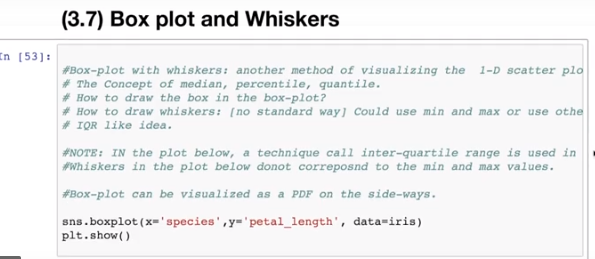 (3.7) Box plot and Whiskers
In [53]:
#Box-plot with whiskers: another method of visualizing the 1-D scatter plo
# The Concept of median, percentile, quantile.
# How to draw the box in the box-plot?
# How to draw whiskers: [no standard way] Could use min and max or use othe
# IQR like idea.
#NOTE: IN the plot below, a technique call inter-quartile range is used in
#Whiskers in the plot below donot correposnd to the min and max values.
#Box-plot can be visualized as a PDF on the side-ways.
sns.boxplot(x='species',y='petal_length', data=iris)
plt.show()